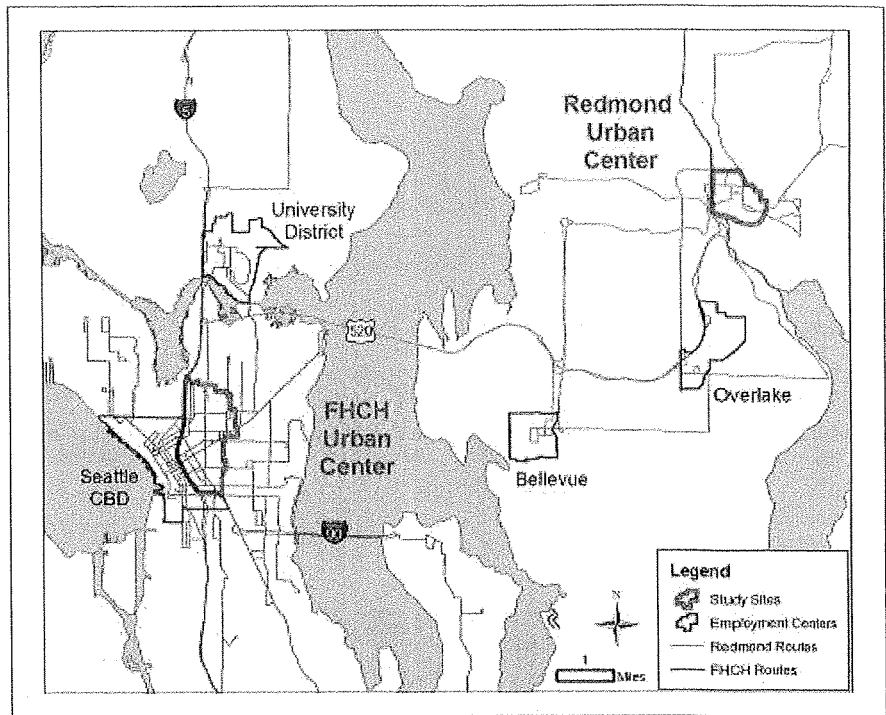 5
Redmond
Urban
Center
University
District
520
FHCH
Urban
Center
Overlake
Seattle
CBD
Bellevue
Legend
Study Sites
Employment Centers
Redmond Routes
FHCH Routes
N
1
Miles